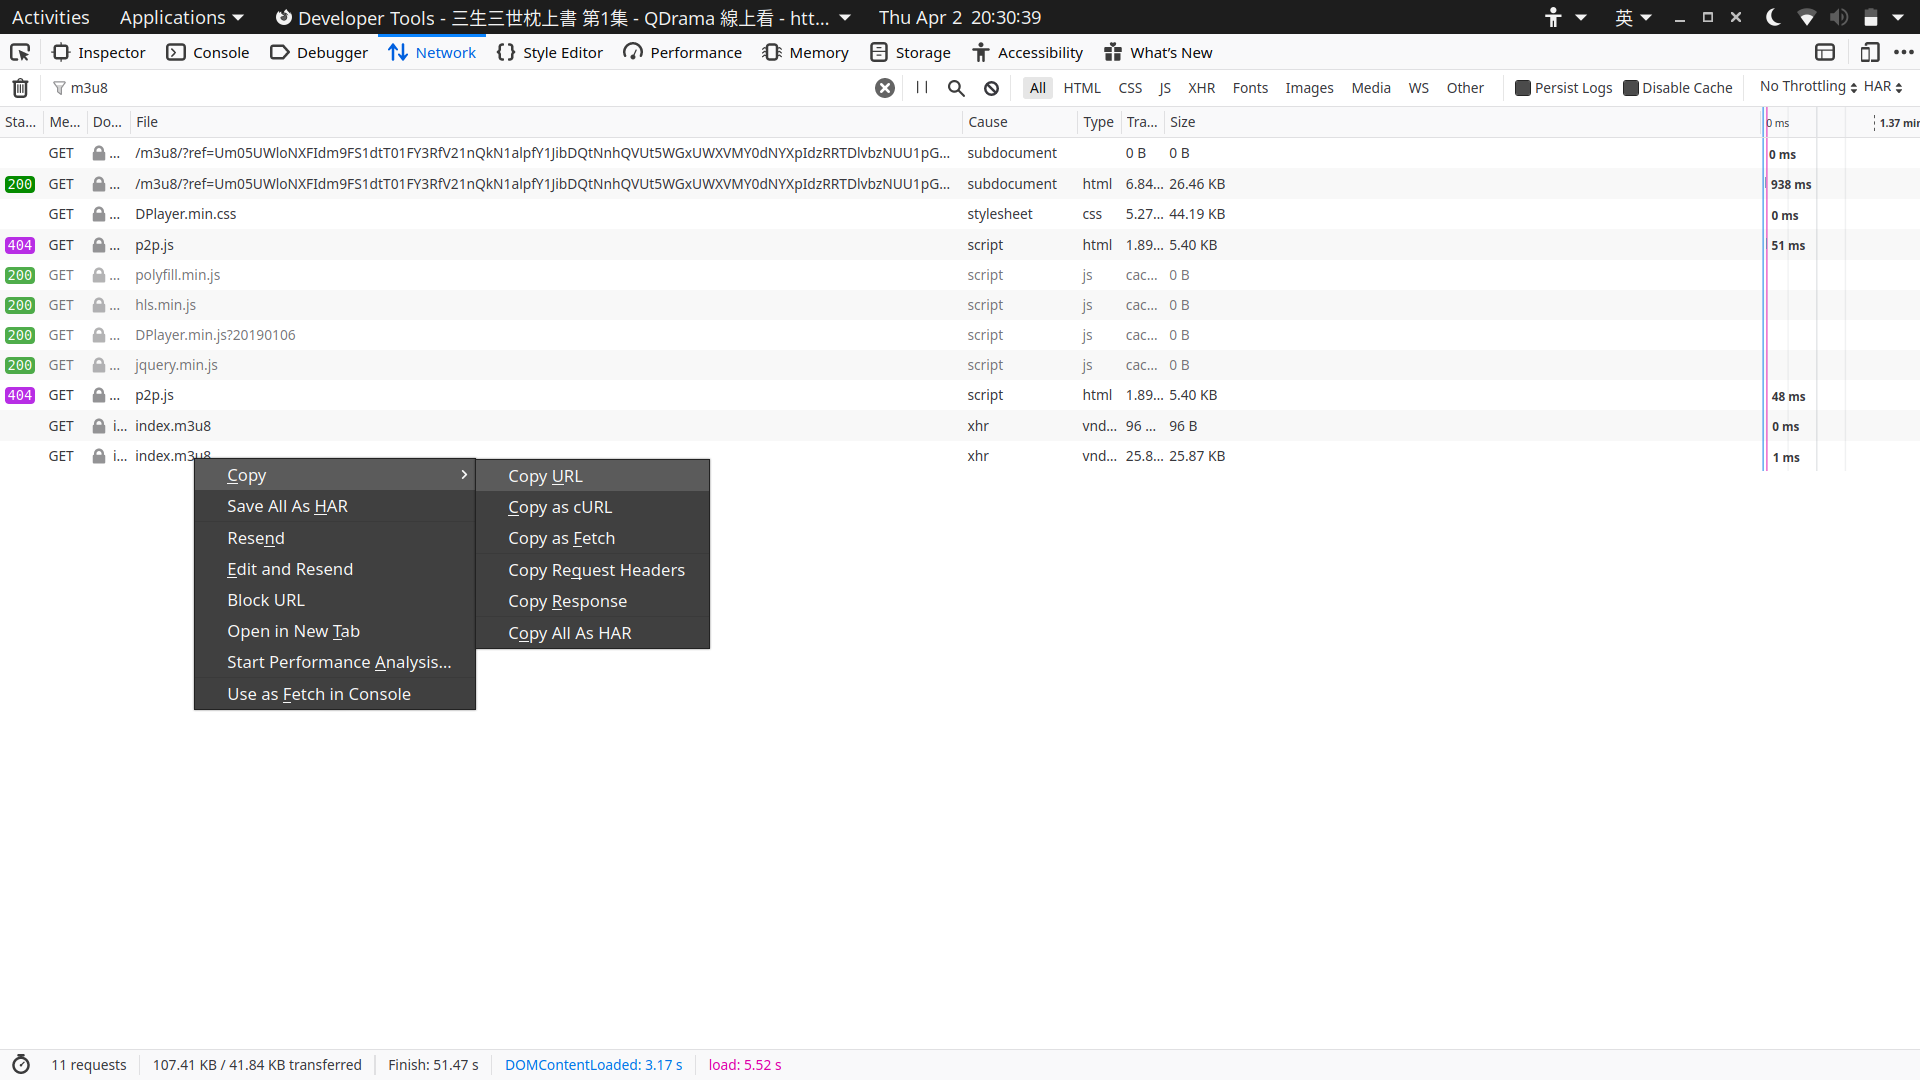 Activities Applications Developer Tools - 三生三世枕上書 第1集 - QDrama 線上看 - htt... Thu Apr 2 20:30:39 英
Inspector Console Debugger Network Style Editor Performance Memory Storage Accessibility What's New
m3u8 All HTML CSS JS XHR Fonts Images Media WS Other Persist Logs Disable Cache No Throttling HAR
Sta... Me... Do... File Cause Type Tra... Size 0 ms 1.37 min
GET ... /m3u8/?ref=Um05UWloNXFIdm9FS1dtT01FY3RfV21nQkN1alpfY1JibDQtNnhQVUt5WGxUWXVMY0dNYXpIdzRRTDlvbzNUU1pG... subdocument 0 B 0 B 0 ms
200 GET ... /m3u8/?ref=Um05UWloNXFIdm9FS1dtT01FY3RfV21nQkN1alpfY1JibDQtNnhQVUt5WGxUWXVMY0dNYXpIdzRRTDlvbzNUU1pG... subdocument html 6.84... 26.46 KB 938 ms
GET ... DPlayer.min.css stylesheet css 5.27... 44.19 KB 0 ms
404 GET ... p2p.js script html 1.89... 5.40 KB 51 ms
200 GET ... polyfill.min.js script js cac... 0 B
200 GET ... hls.min.js script js cac... 0 B
200 GET ... DPlayer.min.js?20190106 script js cac... 0 B
200 GET ... jquery.min.js script js cac... 0 B
404 GET ... p2p.js script html 1.89... 5.40 KB 48 ms
GET i... index.m3u8 xhr vnd... 96 ... 96 B 0 ms
GET i... index.m3u8 xhr vnd... 25.8... 25.87 KB 1 ms
Copy
Save All As HAR
Resend
Edit and Resend
Block URL
Open in New Tab
Start Performance Analysis...
Use as Fetch in Console
Copy URL
Copy as cURL
Copy as Fetch
Copy Request Headers
Copy Response
Copy All As HAR
11 requests 107.41 KB / 41.84 KB transferred Finish: 51.47 s DOMContentLoaded: 3.17 s load: 5.52 s